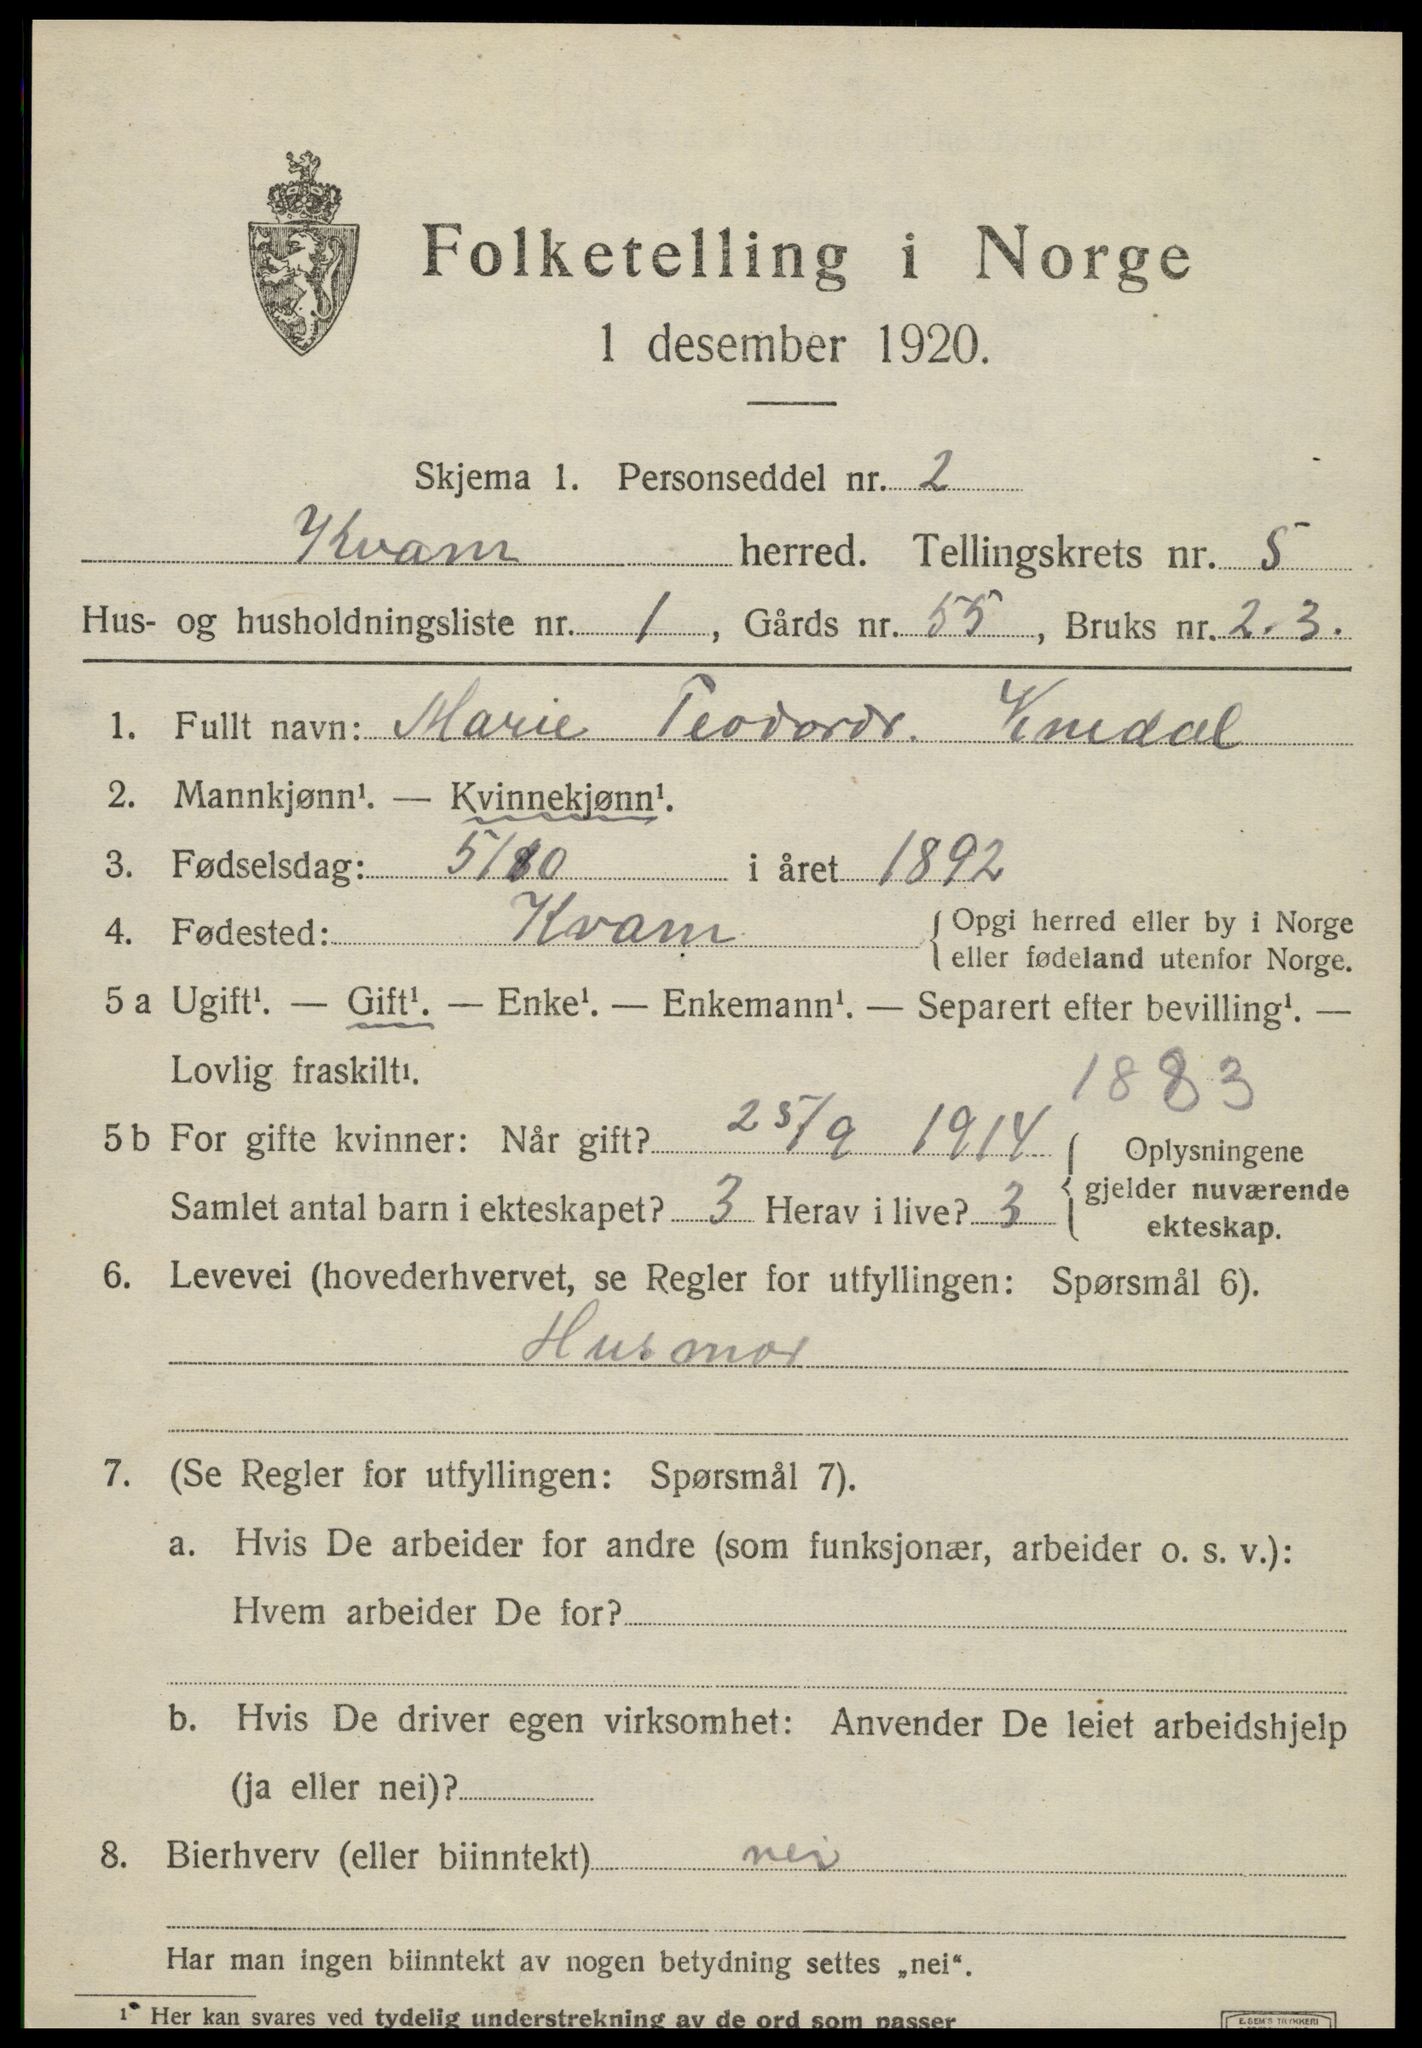 Folketelling i Norge
1 desember 1920.
Skjema 1. Personseddel nr. 2
Kvam herred. Tellingskrets nr. 5
Hus- og husholdningsliste nr. 1, Gårds nr. 55, Bruks nr. 2.3.
1. Fullt navn: Marie Teodordr.
2. Mannkjønn¹. — Kvinnekjønn¹.
3. Fødselsdag: 5/10 i året 1892
4. Fødested: Kvam { Opgi herred eller by i Norge
eller fødeland utenfor Norge.
5 a Ugift¹. — Gift¹. — Enke¹. — Enkemann¹. — Separert efter bevilling¹. —
Lovlig fraskilt¹.
1883
5 b For gifte kvinner: Når gift? 25/9 1914 { Oplysningene
gjelder nuværende
Samlet antal barn i ekteskapet? 3 Herav i live? 3
ekteskap.
6. Levevei (hovederhvervet, se Regler for utfyllingen: Spørsmål 6).
Husmor
7. (Se Regler for utfyllingen: Spørsmål 7).
a. Hvis De arbeider for andre (som funksjonær, arbeider o. s. v.):
Hvem arbeider De for?
b. Hvis De driver egen virksomhet: Anvender De leiet arbeidshjelp
(ja eller nei)?
8. Bierhverv (eller biinntekt) nei
Har man ingen biinntekt av nogen betydning settes „nei“.
1 Her kan svares ved tydelig understrekning av de ord som passer
E. SEM'S TRYKKERI